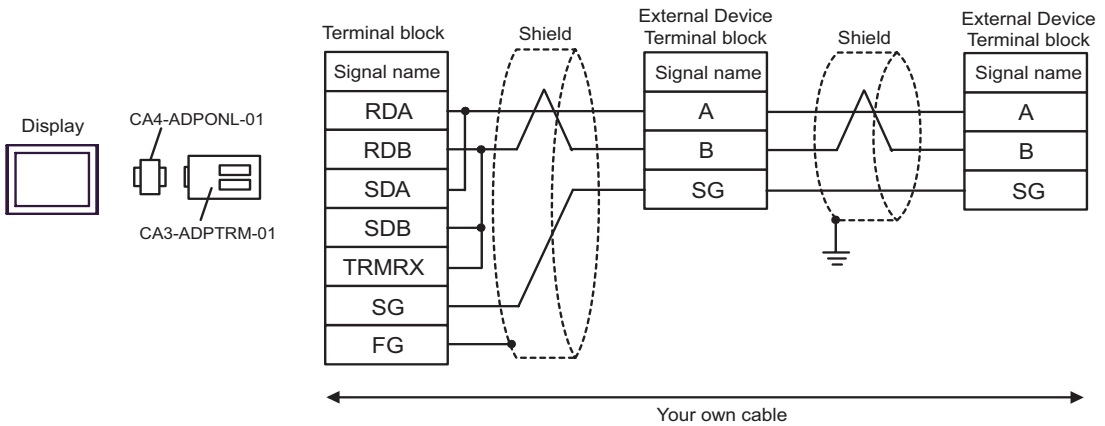 Display
CA4-ADPONL-01
CA3-ADPTRM-01
Terminal block
Signal name
RDA
RDB
SDA
SDB
TRMRX
SG
FG
Shield
External Device
Terminal block
Signal name
A
B
SG
Shield
External Device
Terminal block
Signal name
A
B
SG
Your own cable